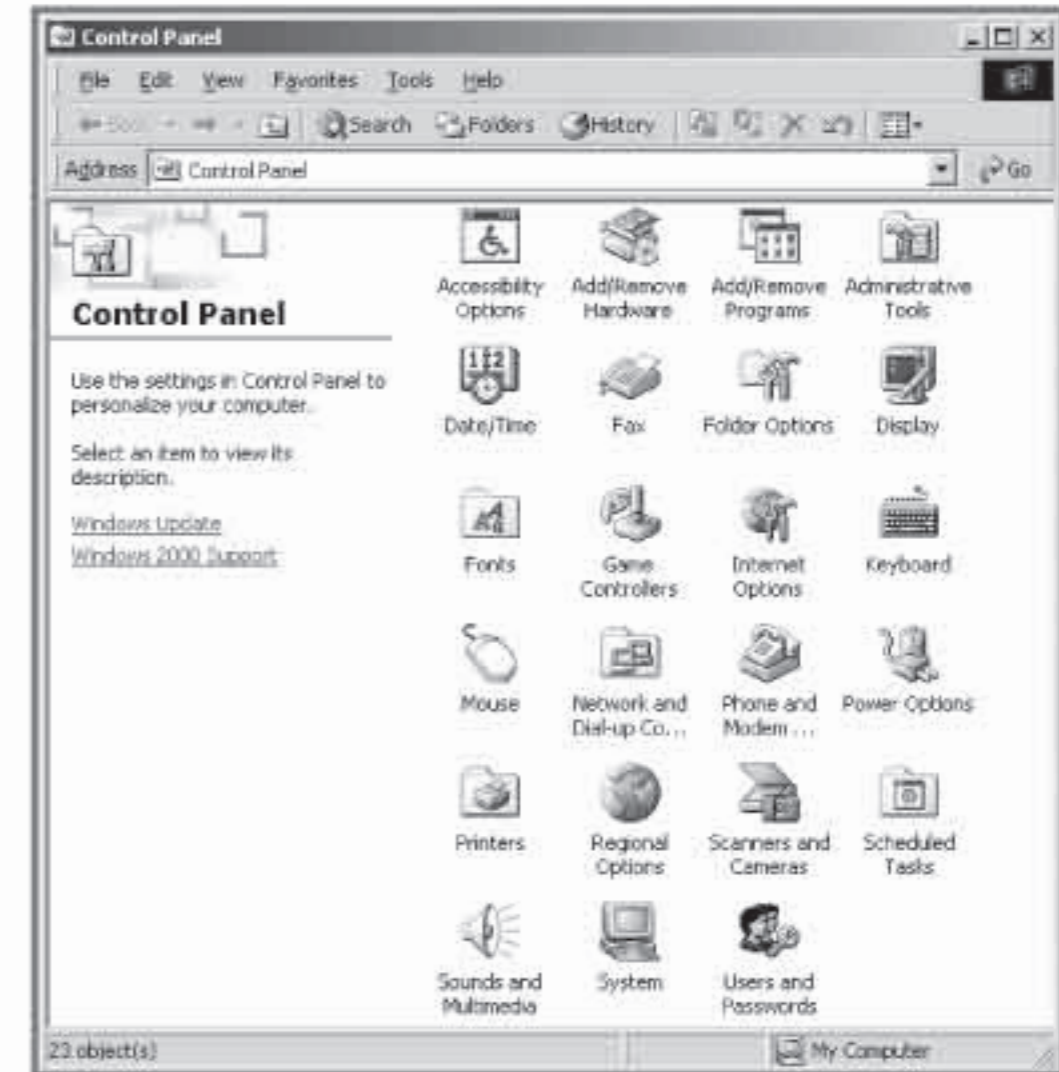 Control Panel
File Edit View Favorites Tools Help
Back Search Folders History
Address Control Panel Go
Control Panel
Use the settings in Control Panel to
personalize your computer.
Select an item to view its
description.
Windows Update
Windows 2000 Support
Accessibility
Options
Add/Remove
Hardware
Add/Remove
Programs
Administrative
Tools
Date/Time
Fax
Folder Options
Display
Fonts
Game
Controllers
Internet
Options
Keyboard
Mouse
Network and
Dial-up Co...
Phone and
Modem ...
Power Options
Printers
Regional
Options
Scanners and
Cameras
Scheduled
Tasks
Sounds and
Multimedia
System
Users and
Passwords
23 object(s) My Computer